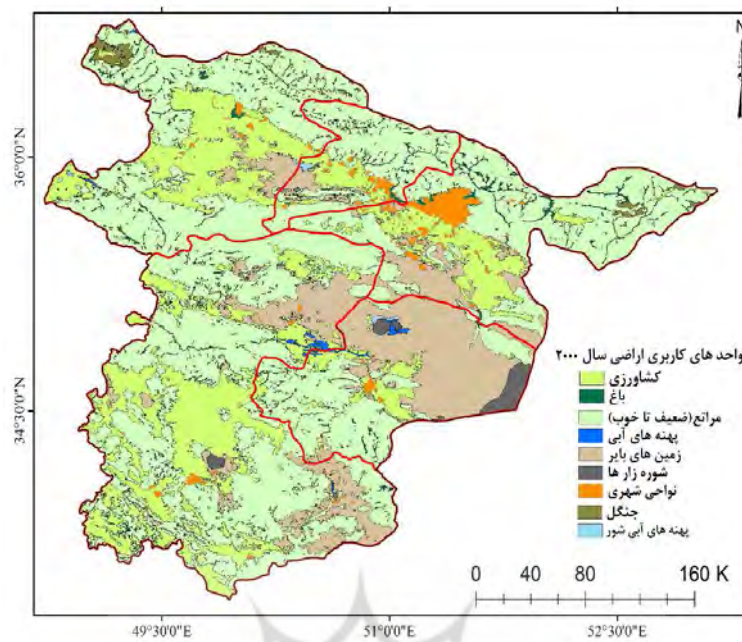 N
36°0'0"N
34°30'0"N
واحد های کاربری اراضی سال ۲۰۰۰
کشاورزی
باغ
مراتع(ضعیف تا خوب)
پهنه های آبی
زمین های بایر
شوره زار ها
نواحی شهری
جنگل
پهنه های آبی شور
0 40 80 160 K
49°30'0"E 51°0'0"E 52°30'0"E